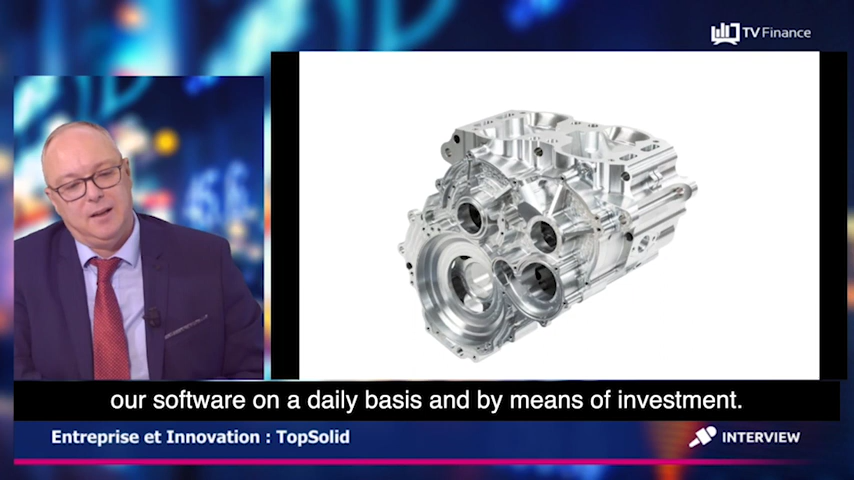 TV Finance
our software on a daily basis and by means of investment.
Entreprise et Innovation : TopSolid
INTERVIEW